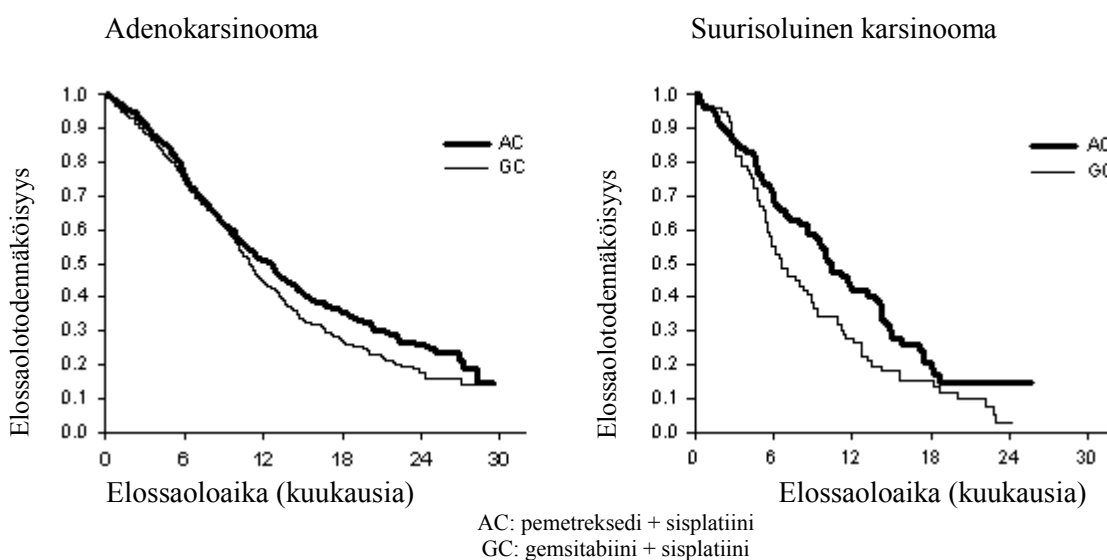 Adenokarsinooma
Suurisoluinen karsinooma
Elossaolotodennäköisyys
1.0
0.9
0.8
0.7
0.6
0.5
0.4
0.3
0.2
0.1
0.0
AC
GC
0 6 12 18 24 30
Elossaoloaika (kuukausia)
Elossaolotodennäköisyys
1.0
0.9
0.8
0.7
0.6
0.5
0.4
0.3
0.2
0.1
0.0
AC
GC
0 6 12 18 24 30
Elossaoloaika (kuukausia)
AC: pemetreksedi + sisplatiini
GC: gemsitabiini + sisplatiini